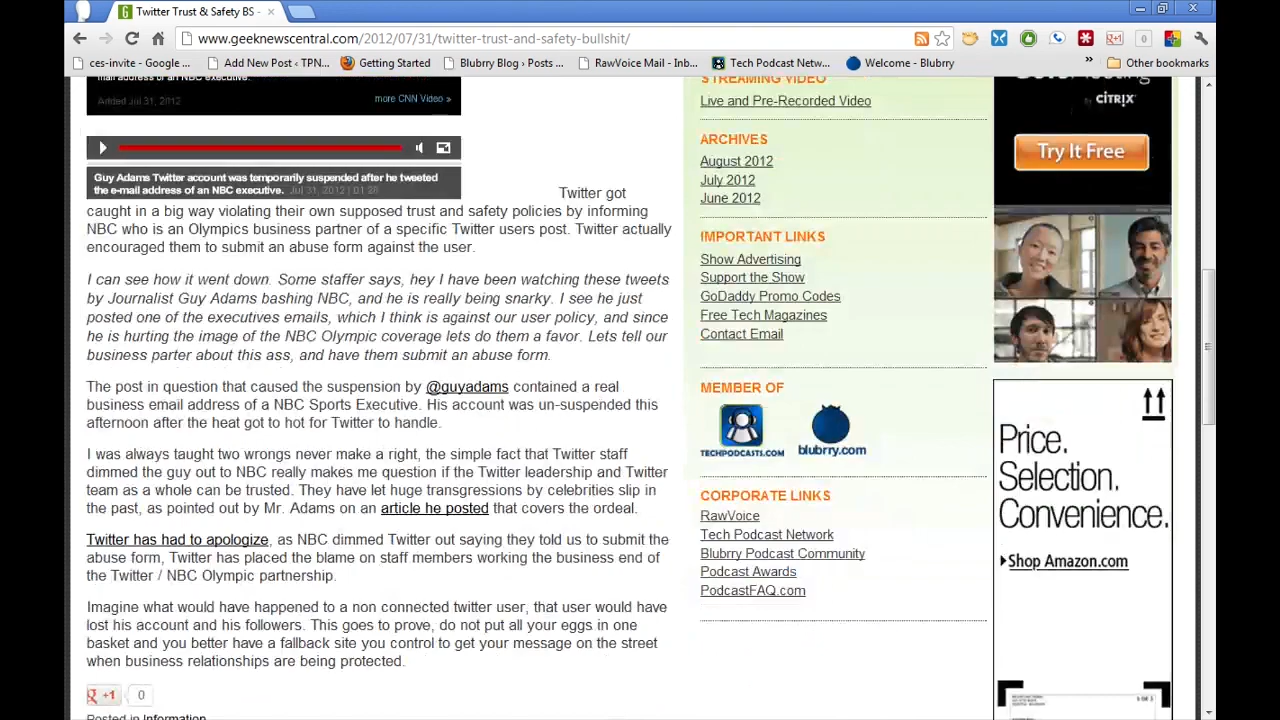 Twitter Trust & Safety BS -
www.geeknewscentral.com/2012/07/31/twitter-trust-and-safety-bullshit/
ces-invite - Google ...
Add New Post ‹ TPN...
Getting Started
Blubrry Blog › Posts ...
RawVoice Mail - Inb...
Tech Podcast Netw...
Welcome - Blubrry
»
Other bookmarks
mail address of an NBC executive.
Added Jul 31, 2012
more CNN Video »
Guy Adams Twitter account was temporarily suspended after he tweeted
the e-mail address of an NBC executive. Jul 31, 2012 | 01:28
Twitter got
caught in a big way violating their own supposed trust and safety policies by informing
NBC who is an Olympics business partner of a specific Twitter users post. Twitter actually
encouraged them to submit an abuse form against the user.
I can see how it went down. Some staffer says, hey I have been watching these tweets
by Journalist Guy Adams bashing NBC, and he is really being snarky. I see he just
posted one of the executives emails, which I think is against our user policy, and since
he is hurting the image of the NBC Olympic coverage lets do them a favor. Lets tell our
business parter about this ass, and have them submit an abuse form.
The post in question that caused the suspension by @guyadams contained a real
business email address of a NBC Sports Executive. His account was un-suspended this
afternoon after the heat got to hot for Twitter to handle.
I was always taught two wrongs never make a right, the simple fact that Twitter staff
dimmed the guy out to NBC really makes me question if the Twitter leadership and Twitter
team as a whole can be trusted. They have let huge transgressions by celebrities slip in
the past, as pointed out by Mr. Adams on an article he posted that covers the ordeal.
Twitter has had to apologize, as NBC dimmed Twitter out saying they told us to submit the
abuse form, Twitter has placed the blame on staff members working the business end of
the Twitter / NBC Olympic partnership.
Imagine what would have happened to a non connected twitter user, that user would have
lost his account and his followers. This goes to prove, do not put all your eggs in one
basket and you better have a fallback site you control to get your message on the street
when business relationships are being protected.
+1
0
Posted in Information
STREAMING VIDEO
Live and Pre-Recorded Video
ARCHIVES
August 2012
July 2012
June 2012
IMPORTANT LINKS
Show Advertising
Support the Show
GoDaddy Promo Codes
Free Tech Magazines
Contact Email
MEMBER OF
TECHPODCASTS.COM
blubrry.com
CORPORATE LINKS
RawVoice
Tech Podcast Network
Blubrry Podcast Community
Podcast Awards
PodcastFAQ.com
by CITRIX
Try It Free
Price.
Selection.
Convenience.
Shop Amazon.com